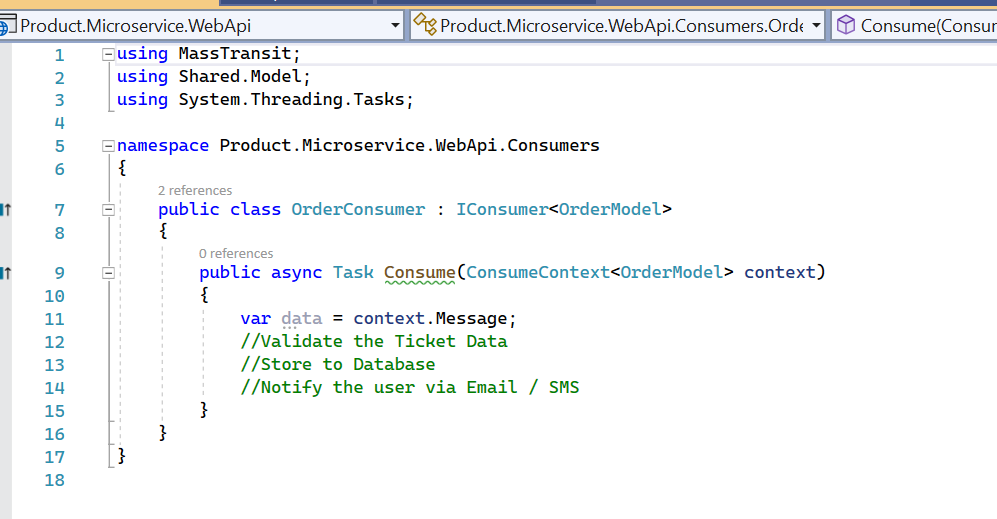 Product.Microservice.WebApi
Product.Microservice.WebApi.Consumers.Orde
Consume(Consur
1 using MassTransit;
2 using Shared.Model;
3 using System.Threading.Tasks;
4
5 namespace Product.Microservice.WebApi.Consumers
6 {
2 references
7 public class OrderConsumer : IConsumer<OrderModel>
8 {
0 references
9 public async Task Consume(ConsumeContext<OrderModel> context)
10 {
11 var data = context.Message;
12 //Validate the Ticket Data
13 //Store to Database
14 //Notify the user via Email / SMS
15 }
16 }
17 }
18